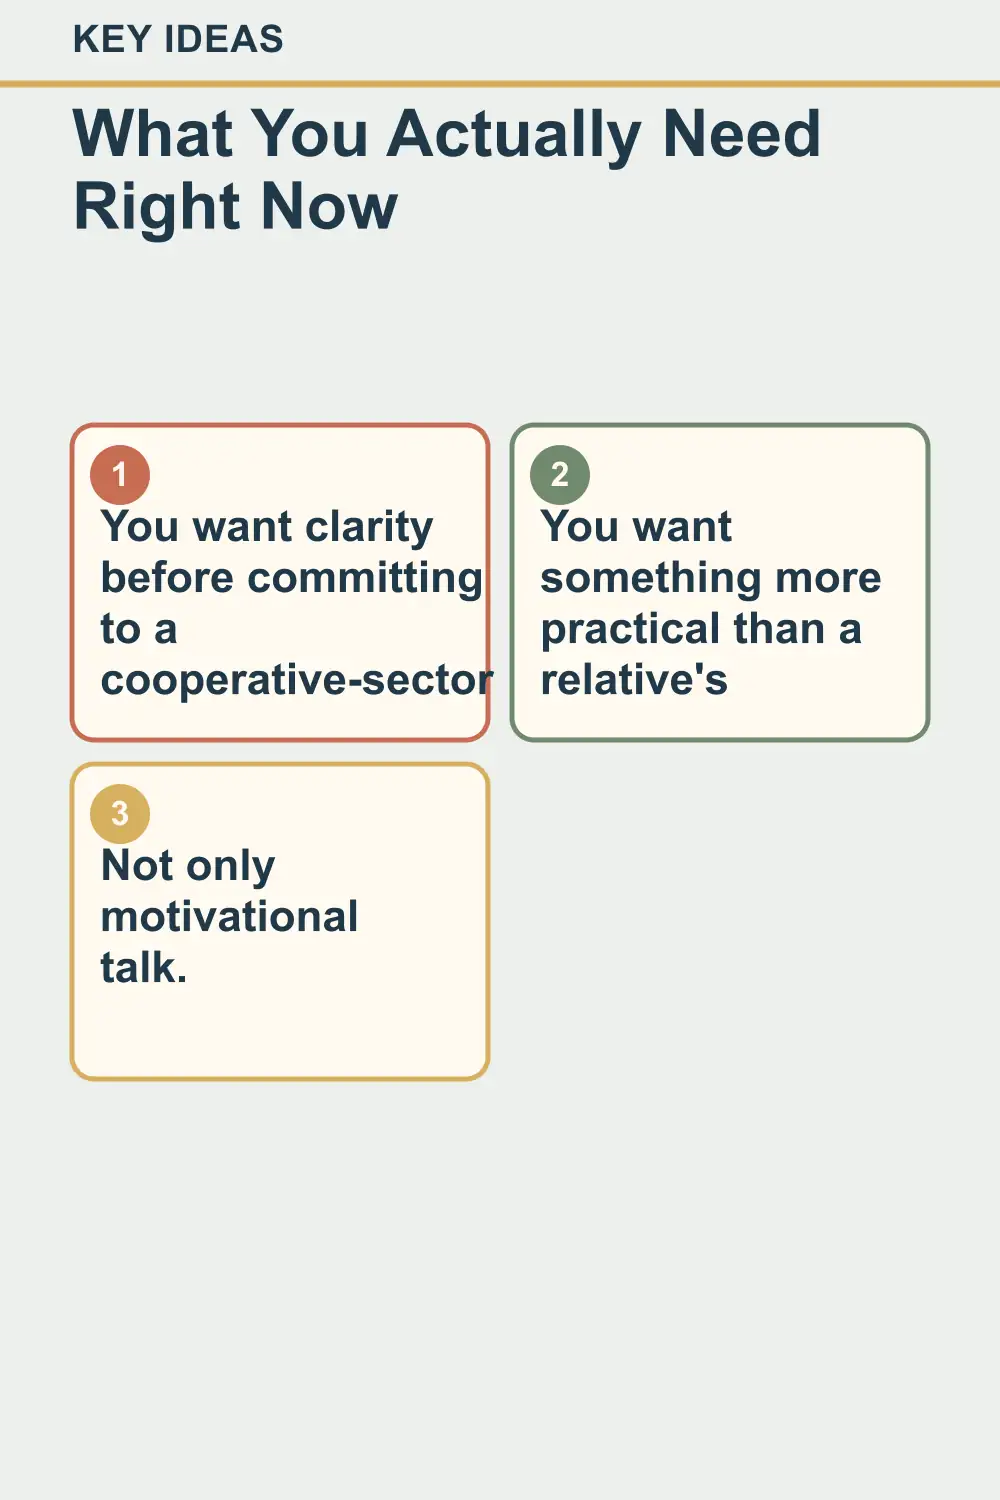 KEY IDEAS
What You Actually Need
Right Now
1
You want clarity
before committing
to a
cooperative-sector
2
You want
something more
practical than a
relative's
3
Not only
motivational
talk.